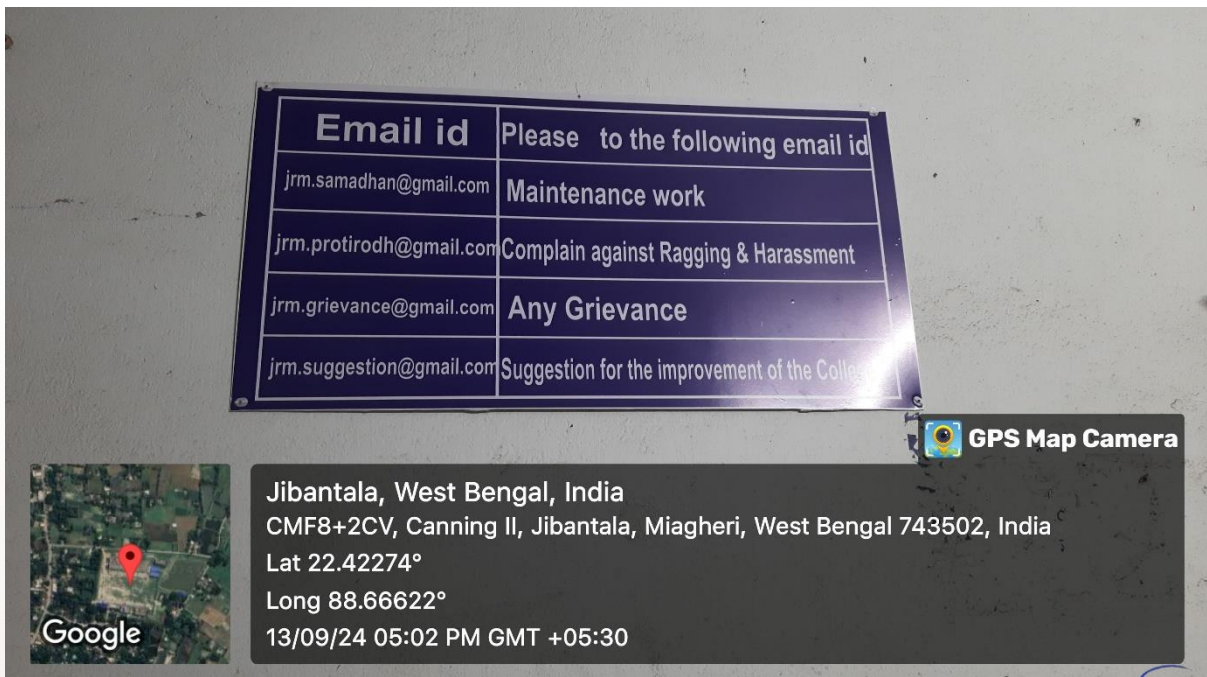 Email id Please to the following email id
jrm.samadhan@gmail.com Maintenance work
jrm.protirodh@gmail.com Complain against Ragging & Harassment
jrm.grievance@gmail.com Any Grievance
jrm.suggestion@gmail.com Suggestion for the improvement of the
GPS Map Camera
Jibantala, West Bengal, India
CMF8+2CV, Canning II, Jibantala, Miagheri, West Bengal 743502, India
Lat 22.42274°
Long 88.66622°
13/09/24 05:02 PM GMT +05:30
Google